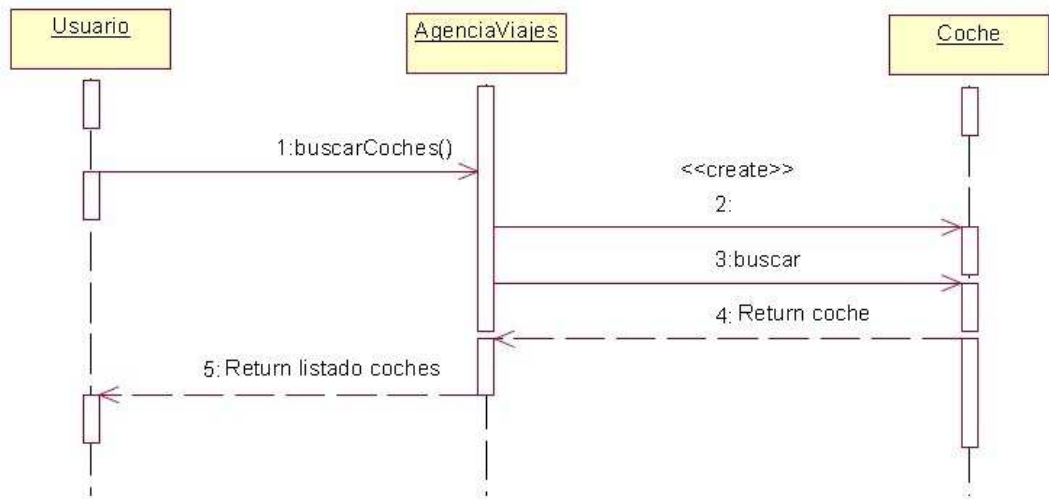 Usuario
AgenciaViajes
Coche
1:buscarCoches()
<<create>>
2:
3:buscar
4: Return coche
5: Return listado coches